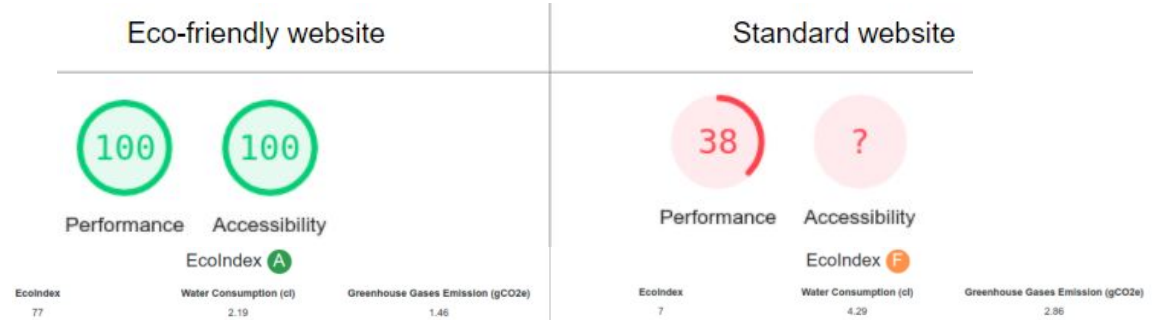 Eco-friendly website
Standard website
100
100
Performance
Accessibility
EcoIndex A
EcoIndex
Water Consumption (cl)
Greenhouse Gases Emission (gCO2e)
77
2.19
1.46
38
?
Performance
Accessibility
EcoIndex F
EcoIndex
Water Consumption (cl)
Greenhouse Gases Emission (gCO2e)
7
4.29
2.86